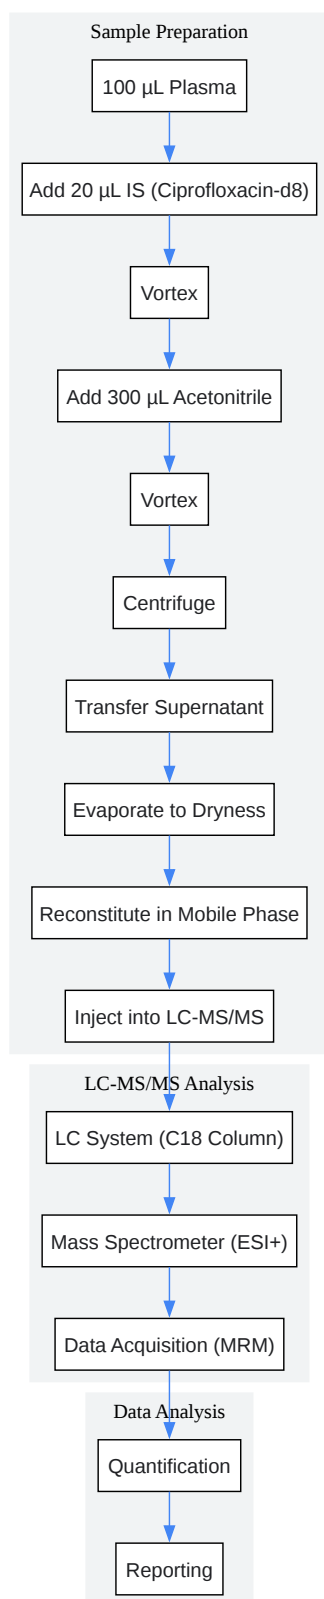 Sample Preparation
100 µL Plasma
Add 20 µL IS (Ciprofloxacin-d8)
Vortex
Add 300 µL Acetonitrile
Vortex
Centrifuge
Transfer Supernatant
Evaporate to Dryness
Reconstitute in Mobile Phase
Inject into LC-MS/MS
LC-MS/MS Analysis
LC System (C18 Column)
Mass Spectrometer (ESI+)
Data Acquisition (MRM)
Data Analysis
Quantification
Reporting